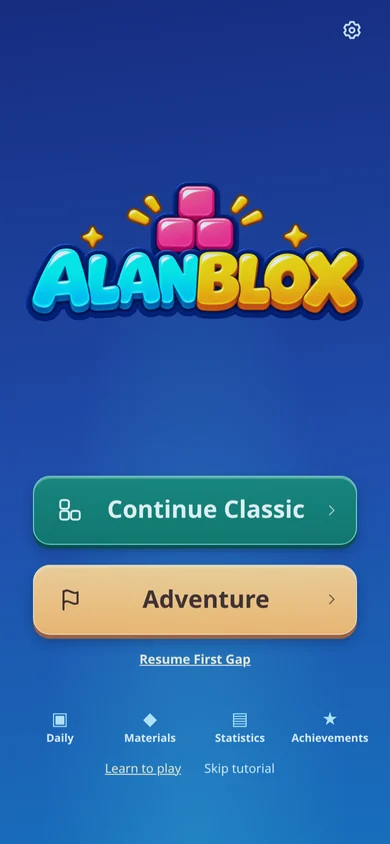 ALANBLOX
Continue Classic
Adventure
Resume First Gap
Daily Materials Statistics Achievements
Learn to play Skip tutorial